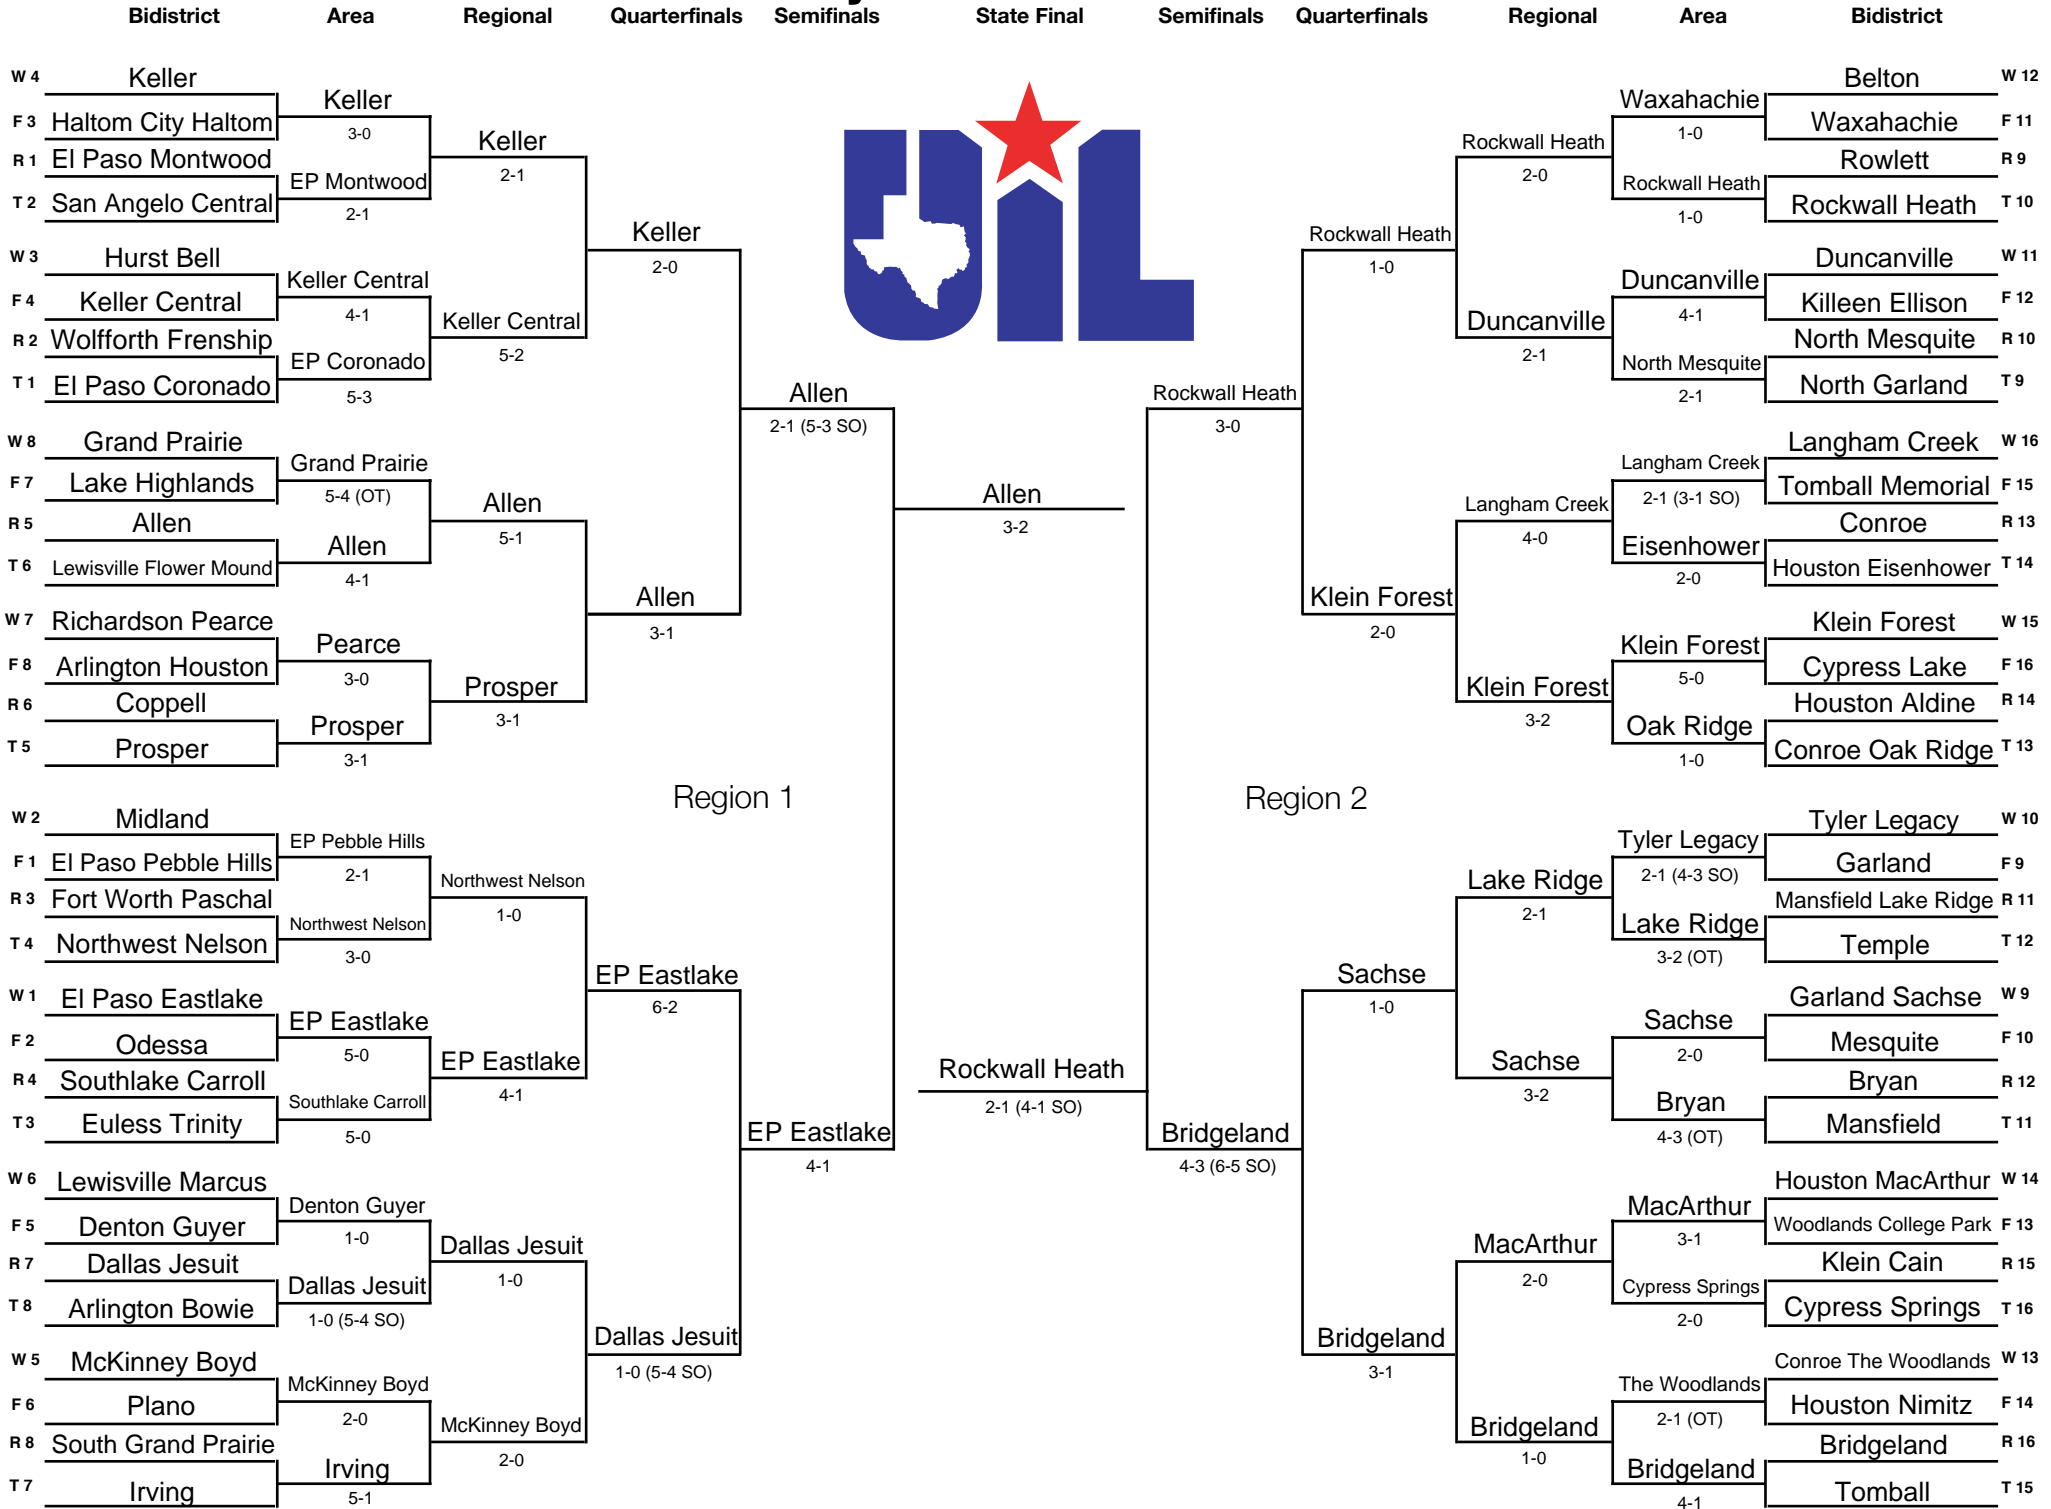 Bidistrict Area Regional Quarterfinals Semifinals State Final Semifinals Quarterfinals Regional Area Bidistrict
W 4 Keller
F 3 Haltom City Haltom
R 1 El Paso Montwood
T 2 San Angelo Central
W 3 Hurst Bell
F 4 Keller Central
R 2 Wolfforth Frenship
T 1 El Paso Coronado
W 8 Grand Prairie
F 7 Lake Highlands
R 5 Allen
T 6 Lewisville Flower Mound
W 7 Richardson Pearce
F 8 Arlington Houston
R 6 Coppell
T 5 Prosper
W 2 Midland
F 1 El Paso Pebble Hills
R 3 Fort Worth Paschal
T 4 Northwest Nelson
W 1 El Paso Eastlake
F 2 Odessa
R 4 Southlake Carroll
T 3 Euless Trinity
W 6 Lewisville Marcus
F 5 Denton Guyer
R 7 Dallas Jesuit
T 8 Arlington Bowie
W 5 McKinney Boyd
F 6 Plano
R 8 South Grand Prairie
T 7 Irving
Keller
3-0
EP Montwood
2-1
Keller Central
4-1
EP Coronado
5-3
Grand Prairie
5-4 (OT)
Allen
4-1
Pearce
3-0
Prosper
3-1
EP Pebble Hills
2-1
Northwest Nelson
3-0
EP Eastlake
5-0
Southlake Carroll
5-0
Denton Guyer
1-0
Dallas Jesuit
1-0 (5-4 SO)
McKinney Boyd
2-0
Irving
5-1
Keller
2-1
Keller Central
5-2
Allen
5-1
Prosper
3-1
Northwest Nelson
1-0
EP Eastlake
4-1
Dallas Jesuit
1-0
McKinney Boyd
2-0
Keller
2-0
Allen
3-1
EP Eastlake
6-2
Dallas Jesuit
1-0 (5-4 SO)
Region 1
Allen
2-1 (5-3 SO)
EP Eastlake
4-1
UIL
Allen
3-2
Rockwall Heath
2-1 (4-1 SO)
Rockwall Heath
3-0
Bridgeland
4-3 (6-5 SO)
Region 2
Rockwall Heath
1-0
Klein Forest
2-0
Sachse
1-0
Bridgeland
3-1
Rockwall Heath
2-0
Duncanville
2-1
Langham Creek
4-0
Klein Forest
3-2
Lake Ridge
2-1
Sachse
3-2
MacArthur
2-0
Bridgeland
1-0
Waxahachie
1-0
Rockwall Heath
1-0
Duncanville
4-1
North Mesquite
2-1
Langham Creek
2-1 (3-1 SO)
Eisenhower
2-0
Klein Forest
5-0
Oak Ridge
1-0
Tyler Legacy
2-1 (4-3 SO)
Lake Ridge
3-2 (OT)
Sachse
2-0
Bryan
4-3 (OT)
MacArthur
3-1
Cypress Springs
2-0
The Woodlands
2-1 (OT)
Bridgeland
4-1
Belton W 12
Waxahachie F 11
Rowlett R 9
Rockwall Heath T 10
Duncanville W 11
Killeen Ellison F 12
North Mesquite R 10
North Garland T 9
Langham Creek W 16
Tomball Memorial F 15
Conroe R 13
Houston Eisenhower T 14
Klein Forest W 15
Cypress Lake F 16
Houston Aldine R 14
Conroe Oak Ridge T 13
Tyler Legacy W 10
Garland F 9
Mansfield Lake Ridge R 11
Temple T 12
Garland Sachse W 9
Mesquite F 10
Bryan R 12
Mansfield T 11
Houston MacArthur W 14
Woodlands College Park F 13
Klein Cain R 15
Cypress Springs T 16
Conroe The Woodlands W 13
Houston Nimitz F 14
Bridgeland R 16
Tomball T 15